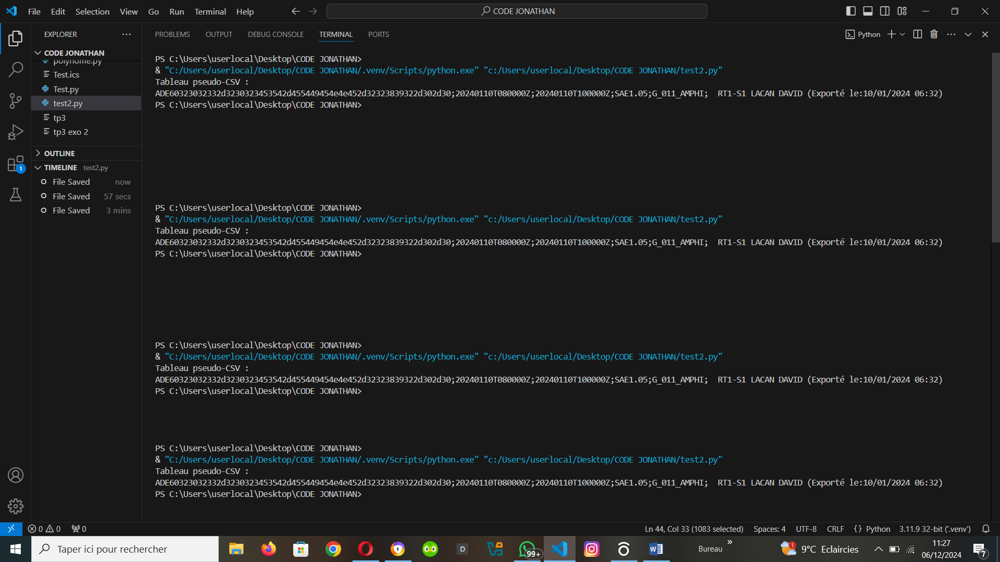 File Edit Selection View Go Run Terminal Help
CODE JONATHAN
EXPLORER
PROBLEMS OUTPUT DEBUG CONSOLE TERMINAL PORTS
Python
CODE JONATHAN
polynome.py
Test.ics
Test.py
test2.py
tp3
tp3 exo 2
OUTLINE
TIMELINE test2.py
File Saved now
File Saved 57 secs
File Saved 3 mins
1
PS C:\Users\userlocal\Desktop\CODE JONATHAN>
& "C:/Users/userlocal/Desktop/CODE JONATHAN/.venv/Scripts/python.exe" "c:/Users/userlocal/Desktop/CODE JONATHAN/test2.py"
Tableau pseudo-CSV :
ADE60323032332d3230323453542d455449454e4e452d32323839322d302d30;20240110T080000Z;20240110T100000Z;SAE1.05;G_011_AMPHI;  RT1-S1 LACAN DAVID (Exporté le:10/01/2024 06:32)
PS C:\Users\userlocal\Desktop\CODE JONATHAN>
PS C:\Users\userlocal\Desktop\CODE JONATHAN>
& "C:/Users/userlocal/Desktop/CODE JONATHAN/.venv/Scripts/python.exe" "c:/Users/userlocal/Desktop/CODE JONATHAN/test2.py"
Tableau pseudo-CSV :
ADE60323032332d3230323453542d455449454e4e452d32323839322d302d30;20240110T080000Z;20240110T100000Z;SAE1.05;G_011_AMPHI;  RT1-S1 LACAN DAVID (Exporté le:10/01/2024 06:32)
PS C:\Users\userlocal\Desktop\CODE JONATHAN>
PS C:\Users\userlocal\Desktop\CODE JONATHAN>
& "C:/Users/userlocal/Desktop/CODE JONATHAN/.venv/Scripts/python.exe" "c:/Users/userlocal/Desktop/CODE JONATHAN/test2.py"
Tableau pseudo-CSV :
ADE60323032332d3230323453542d455449454e4e452d32323839322d302d30;20240110T080000Z;20240110T100000Z;SAE1.05;G_011_AMPHI;  RT1-S1 LACAN DAVID (Exporté le:10/01/2024 06:32)
PS C:\Users\userlocal\Desktop\CODE JONATHAN>
PS C:\Users\userlocal\Desktop\CODE JONATHAN>
& "C:/Users/userlocal/Desktop/CODE JONATHAN/.venv/Scripts/python.exe" "c:/Users/userlocal/Desktop/CODE JONATHAN/test2.py"
Tableau pseudo-CSV :
ADE60323032332d3230323453542d455449454e4e452d32323839322d302d30;20240110T080000Z;20240110T100000Z;SAE1.05;G_011_AMPHI;  RT1-S1 LACAN DAVID (Exporté le:10/01/2024 06:32)
PS C:\Users\userlocal\Desktop\CODE JONATHAN>
0 0 0
Ln 44, Col 33 (1083 selected) Spaces: 4 UTF-8 CRLF {} Python 3.11.9 32-bit ('.venv')
Taper ici pour rechercher
D
99+
W
Bureau
1
9°C Eclaircies
11:27
06/12/2024
7